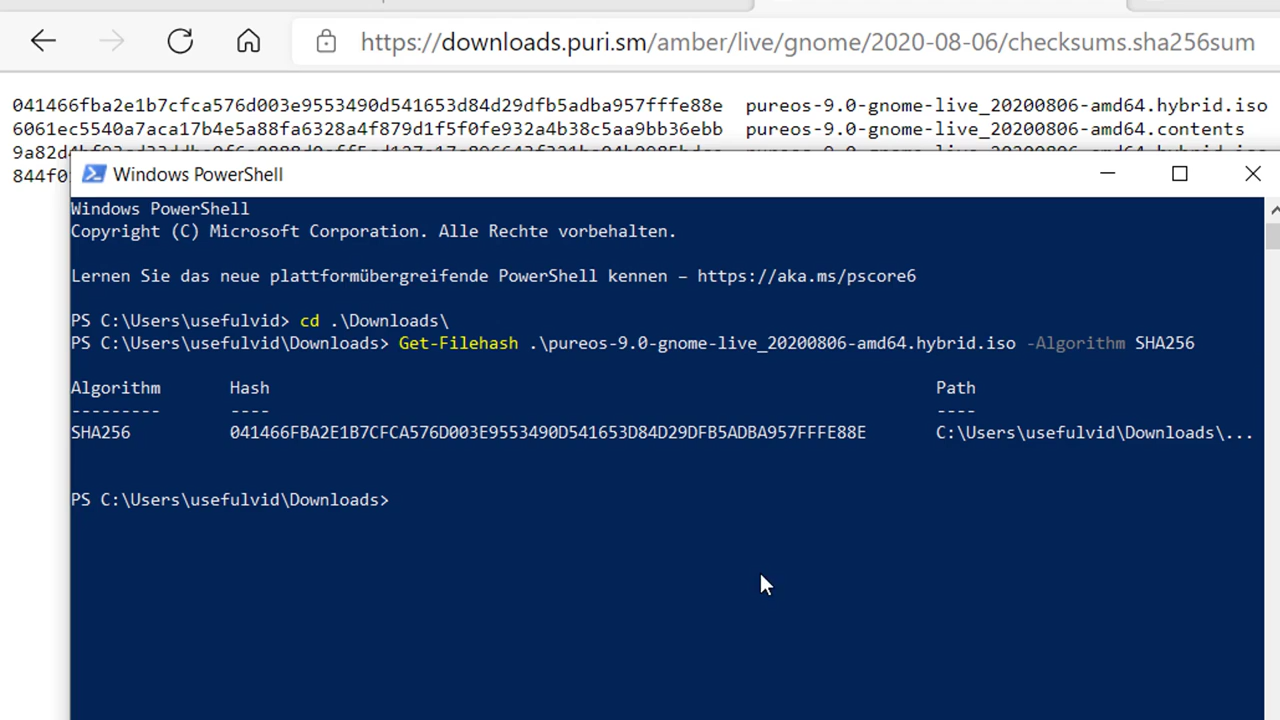 https://downloads.puri.sm/amber/live/gnome/2020-08-06/checksums.sha256sum
041466fba2e1b7cfca576d003e9553490d541653d84d29dfb5adba957fffe88e pureos-9.0-gnome-live_20200806-amd64.hybrid.iso
6061ec5540a7aca17b4e5a88fa6328a4f879d1f5f0fe932a4b38c5aa9bb36ebb pureos-9.0-gnome-live_20200806-amd64.contents
Windows PowerShell
Windows PowerShell
Copyright (C) Microsoft Corporation. Alle Rechte vorbehalten.
Lernen Sie das neue plattformübergreifende PowerShell kennen – https://aka.ms/pscore6
PS C:\Users\usefulvid> cd .\Downloads\
PS C:\Users\usefulvid\Downloads> Get-Filehash .\pureos-9.0-gnome-live_20200806-amd64.hybrid.iso -Algorithm SHA256
Algorithm Hash Path
--------- ---- ----
SHA256 041466FBA2E1B7CFCA576D003E9553490D541653D84D29DFB5ADBA957FFFE88E C:\Users\usefulvid\Downloads\...
PS C:\Users\usefulvid\Downloads>